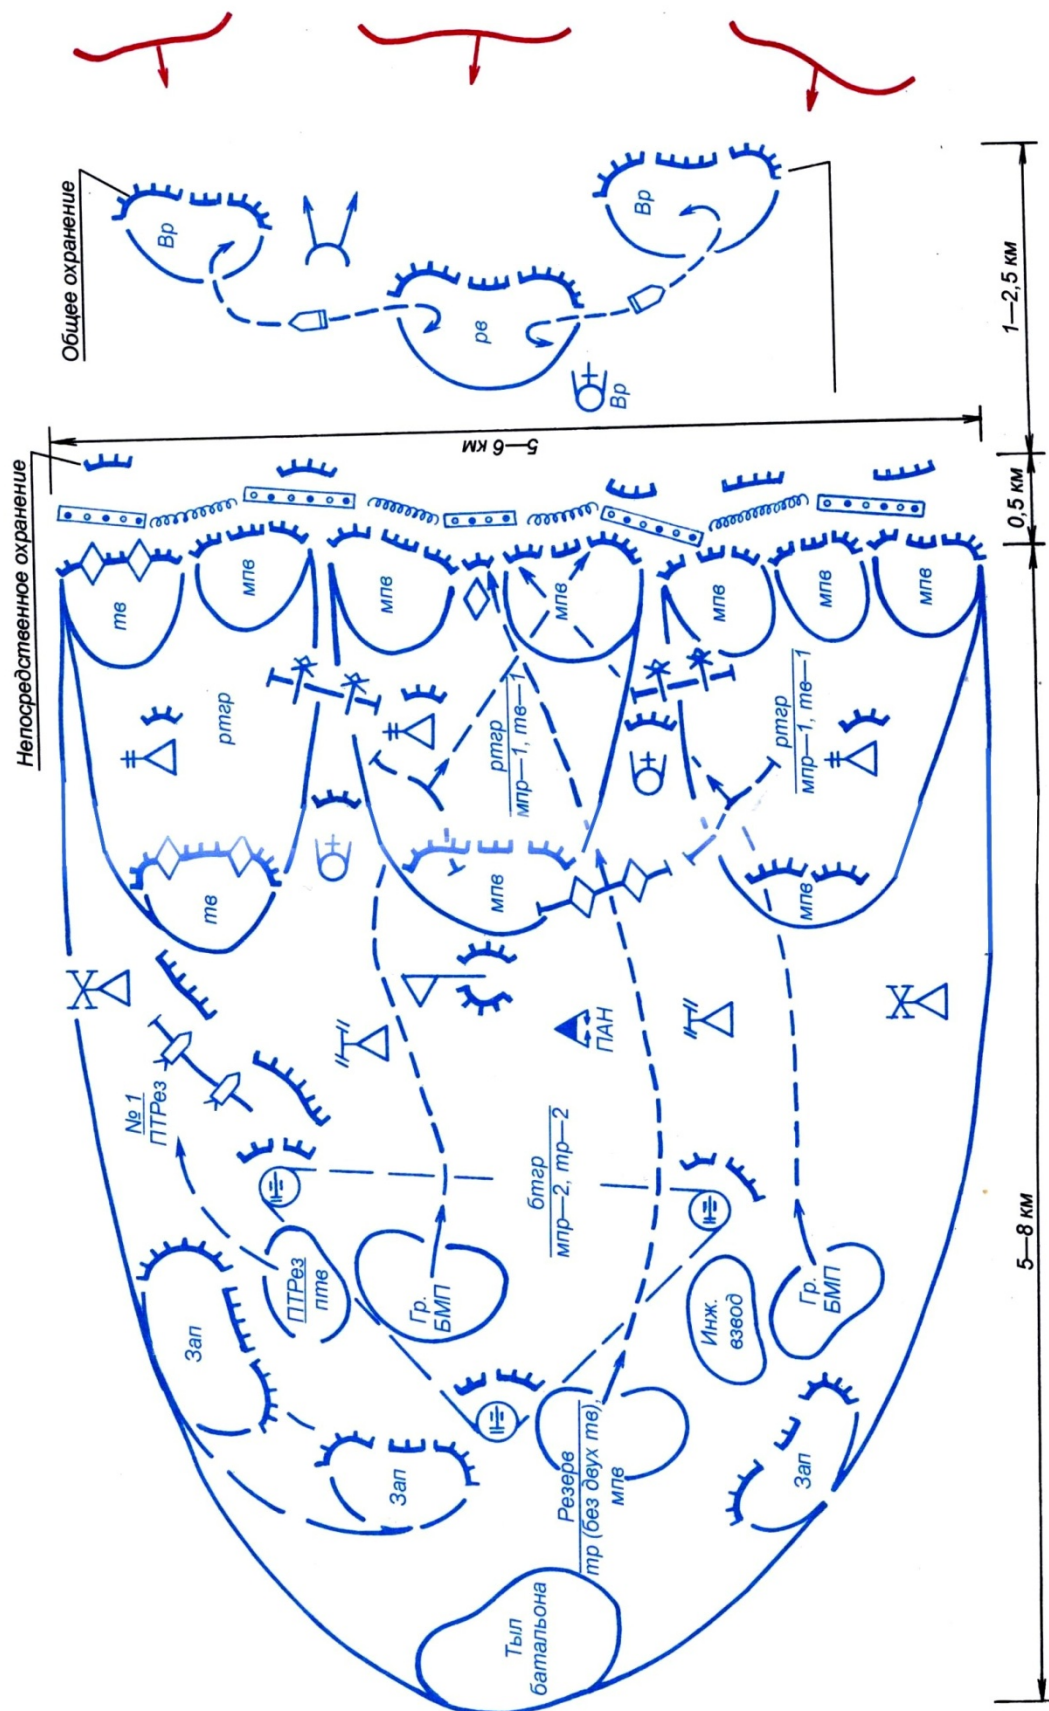 Общее охранение
Вр
Вр
рв
Вр
1—2,5 км
Непосредственное охранение
5—6 км
0,5 км
тв
мпв
мпв
мпв
мпв
мпв
мпв
ртгр
ртгр
мпр—1, тв—1
ртгр
мпр—1, тв—1
тв
мпв
мпв
№ 1
ПТРез
ПАН
бтгр
мпр—2, тр—2
5—8 км
Зап
ПТРез
птв
Гр.
БМП
Инж.
взвод
Гр.
БМП
Зап
Резерв
тр (без двух тв),
мпв
Зап
Тыл
батальона